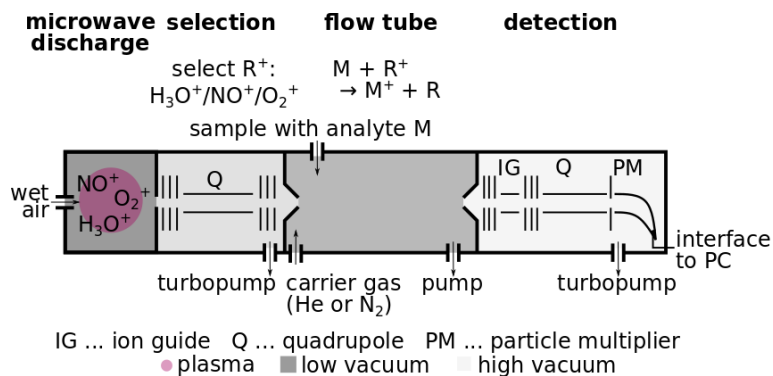 microwave discharge
selection
flow tube
detection
select R⁺:
H₃O⁺/NO⁺/O₂⁺
M + R⁺
→ M⁺ + R
sample with analyte M
NO⁺
O₂⁺
H₃O⁺
wet
air
Q
IG
Q
PM
interface
to PC
turbopump
carrier gas
(He or N₂)
pump
turbopump
IG ... ion guide Q ... quadrupole PM ... particle multiplier
plasma low vacuum high vacuum